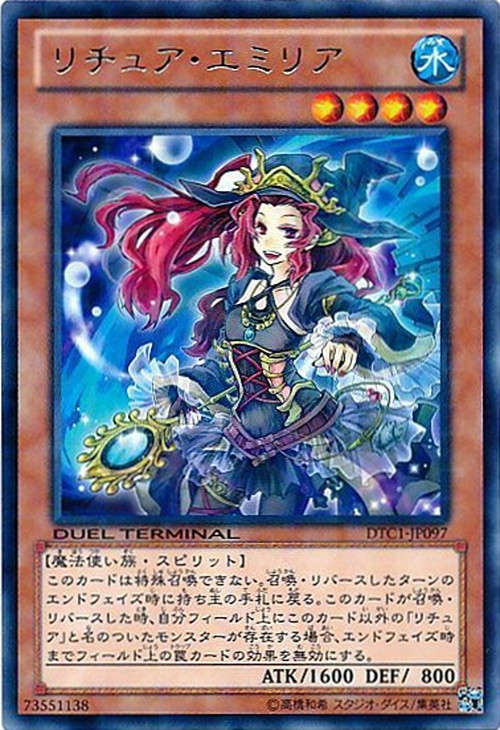 リチュア・エミリア
水
DUEL TERMINAL
DTC1-JP097
【魔法使い族・スピリット】
このカードは特殊召喚できない。召喚・リバースしたターンの
エンドフェイズ時に持ち主の手札に戻る。このカードが召喚・
リバースした時、自分フィールド上にこのカード以外の「リチュ
ア」と名のついたモンスターが存在する場合、エンドフェイズ時
までフィールド上の罠カードの効果を無効にする。
ATK/1600 DEF/ 800
73551138
©高橋和希 スタジオ・ダイス/集英社